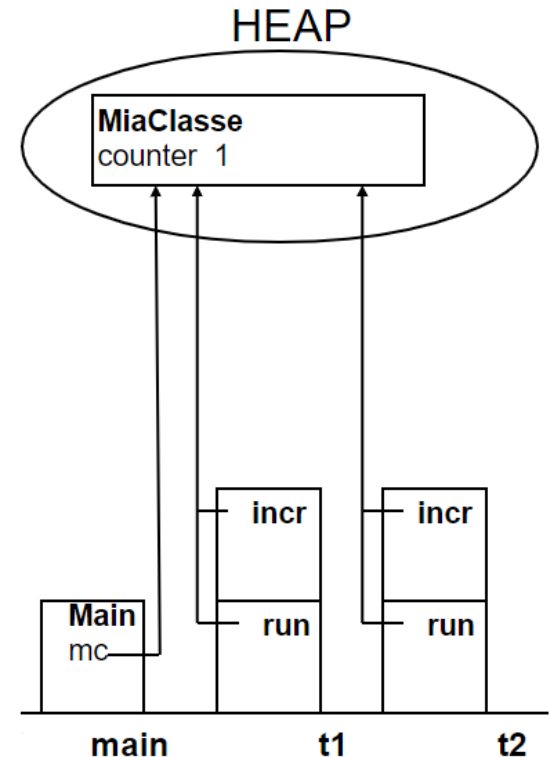 HEAP
MiaClasse
counter 1
incr
incr
Main
run
run
mc
main
t1
t2